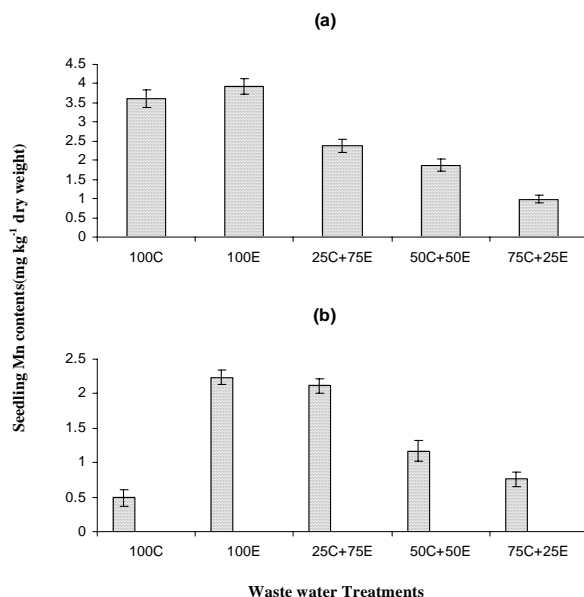 (a)
Seedling Mn contents(mg kg⁻¹ dry weight)
4.5
4
3.5
3
2.5
2
1.5
1
0.5
0
100C 100E 25C+75E 50C+50E 75C+25E
(b)
2.5
2
1.5
1
0.5
0
100C 100E 25C+75E 50C+50E 75C+25E
Waste water Treatments